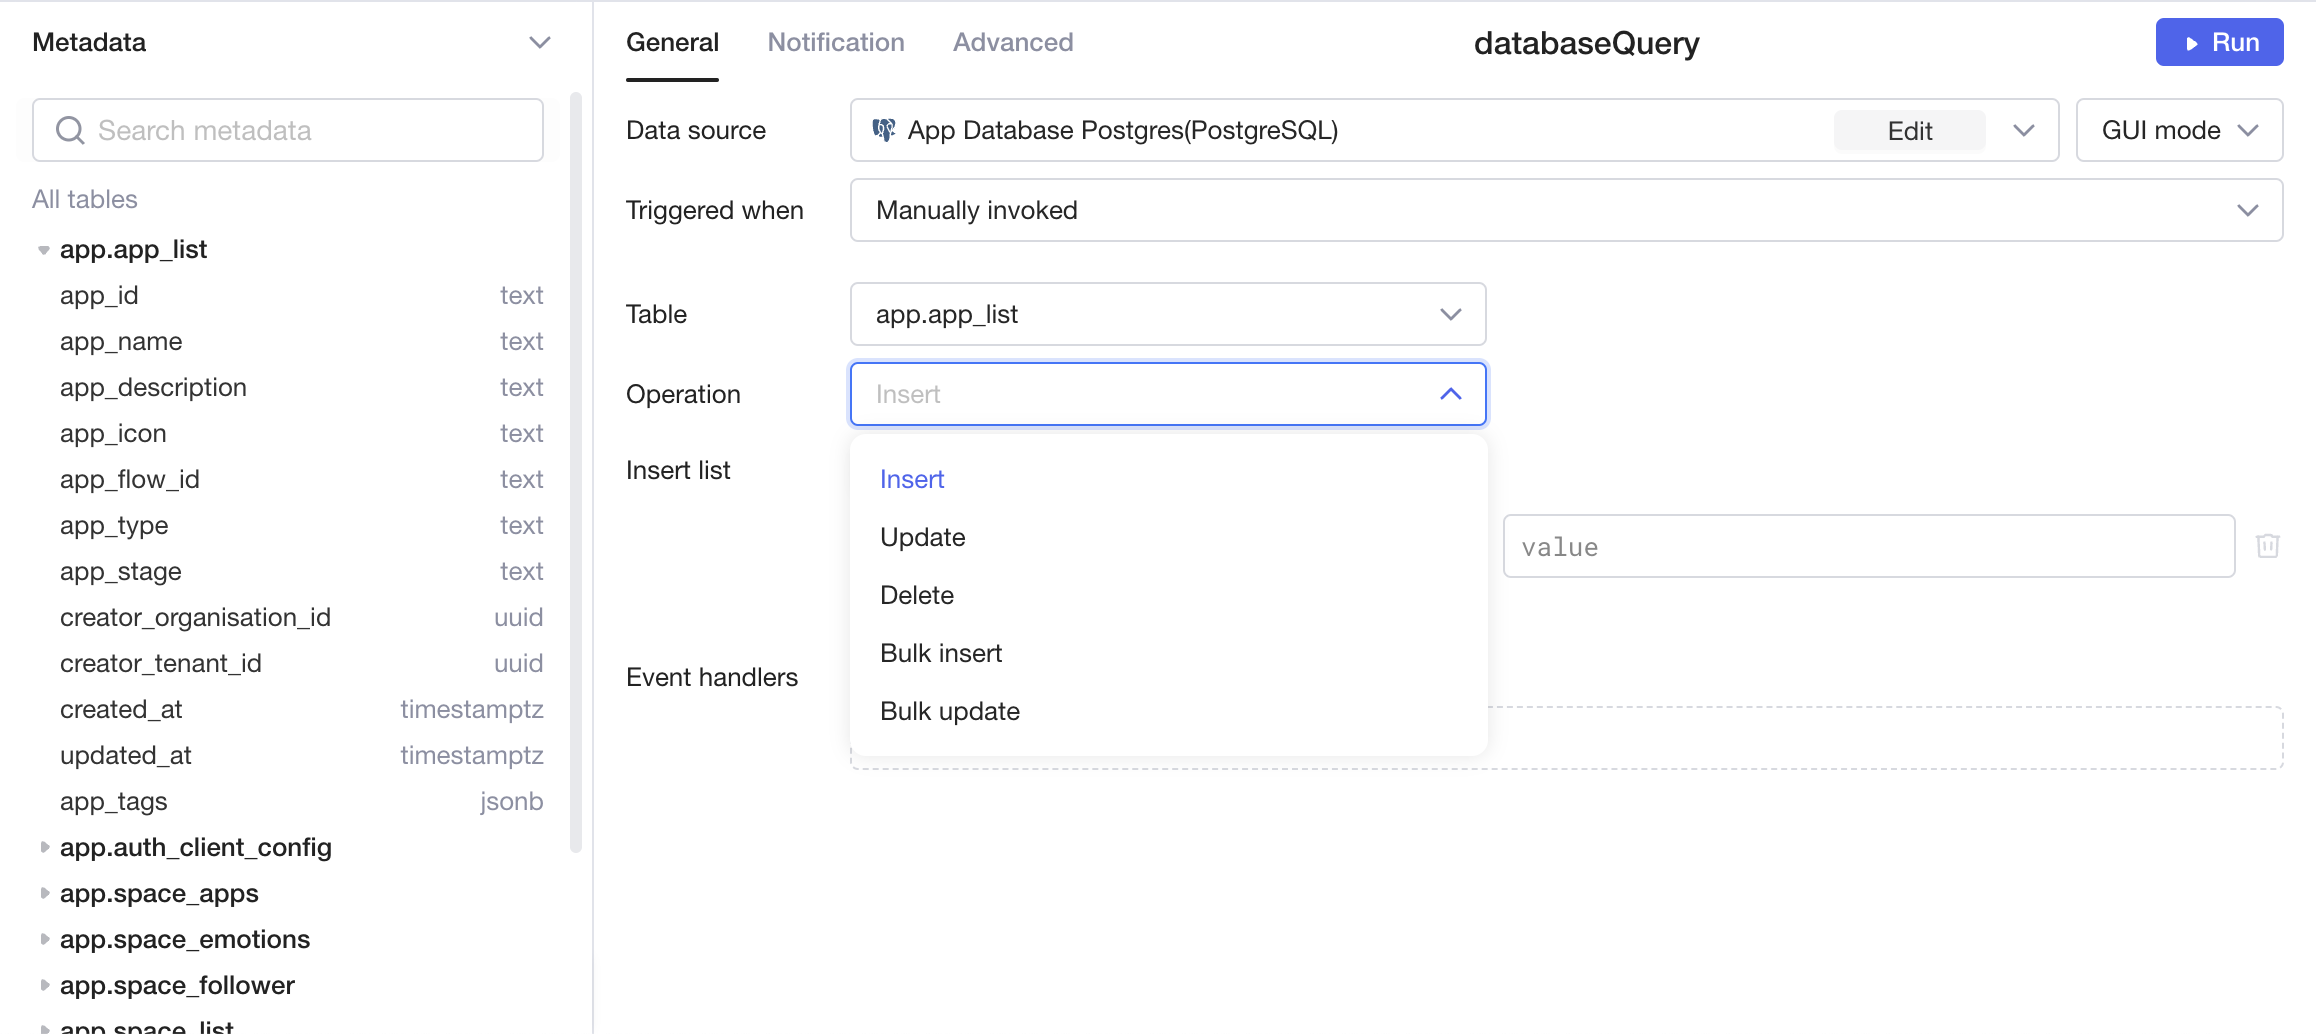 Metadata
Search metadata
All tables
app.app_list
app_id text
app_name text
app_description text
app_icon text
app_flow_id text
app_type text
app_stage text
creator_organisation_id uuid
creator_tenant_id uuid
created_at timestamptz
updated_at timestamptz
app_tags jsonb
app.auth_client_config
app.space_apps
app.space_emotions
app.space_follower
app.space_list
General Notification Advanced databaseQuery Run
Data source App Database Postgres(PostgreSQL) Edit GUI mode
Triggered when Manually invoked
Table app.app_list
Operation Insert
Insert list
Insert
Update
value
Delete
Bulk insert
Event handlers
Bulk update